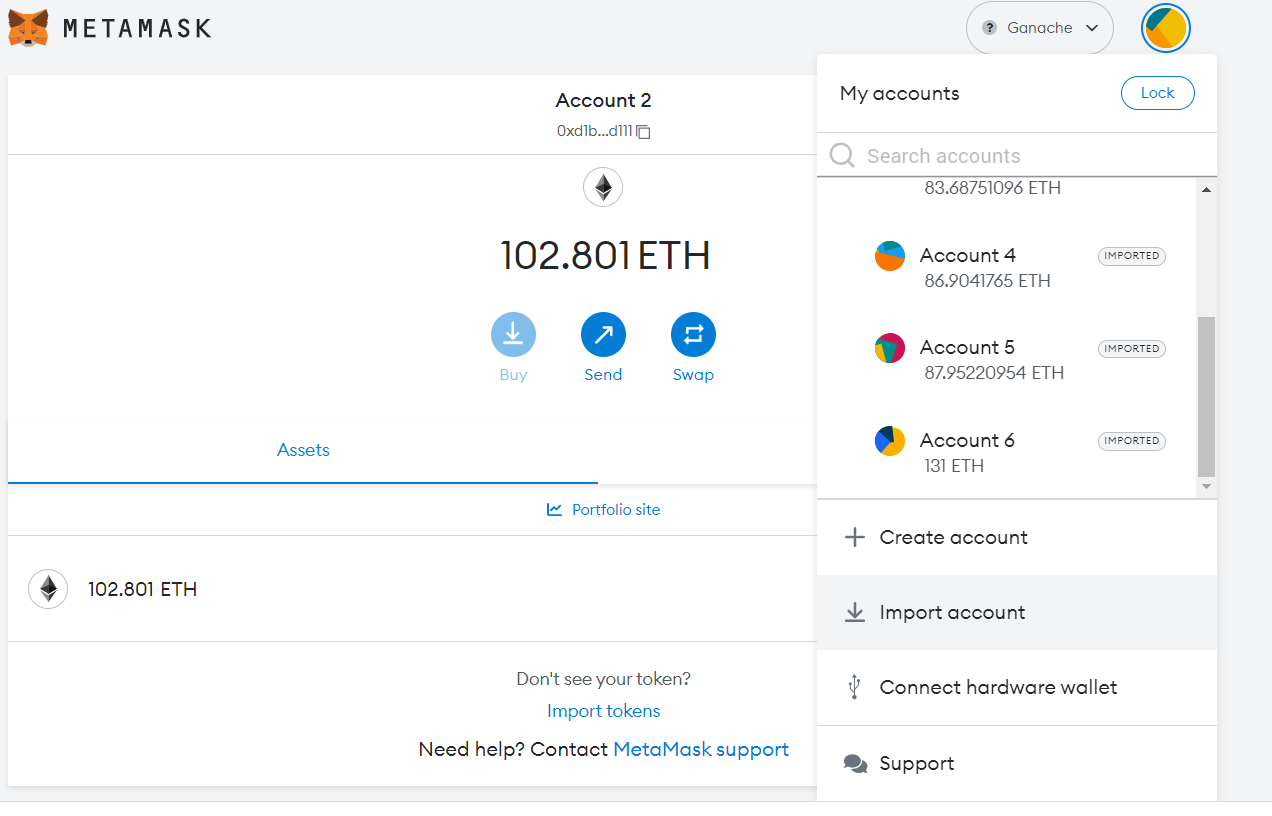 METAMASK
? Ganache
Account 2
0xd1b...d111
102.801 ETH
Buy
Send
Swap
Assets
Portfolio site
102.801 ETH
Don't see your token?
Import tokens
Need help? Contact MetaMask support
My accounts
Lock
Search accounts
83.68751096 ETH
Account 4
IMPORTED
86.9041765 ETH
Account 5
IMPORTED
87.95220954 ETH
Account 6
IMPORTED
131 ETH
Create account
Import account
Connect hardware wallet
Support